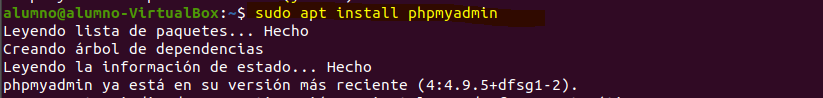 alumno@alumno-VirtualBox:~$ sudo apt install phpmyadmin
Leyendo lista de paquetes... Hecho
Creando árbol de dependencias
Leyendo la información de estado... Hecho
phpmyadmin ya está en su versión más reciente (4:4.9.5+dfsg1-2).